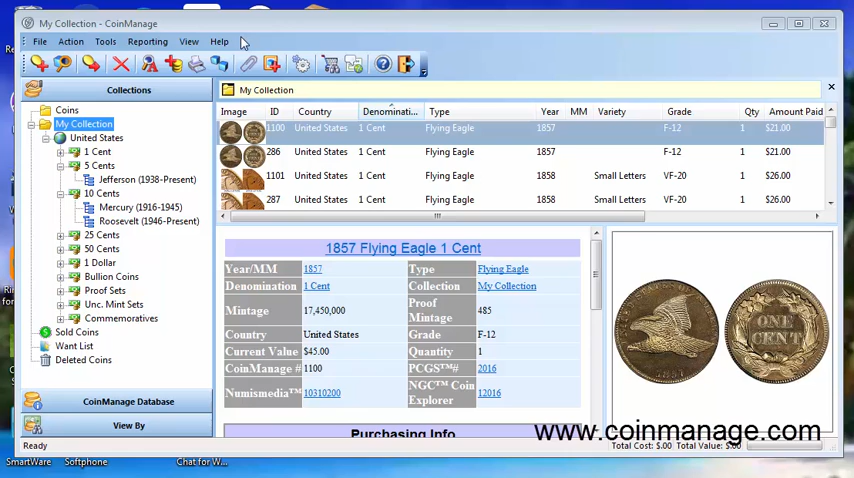 My Collection - CoinManage
File Action Tools Reporting View Help
Collections
My Collection
Coins
My Collection
United States
1 Cent
5 Cents
Jefferson (1938-Present)
10 Cents
Mercury (1916-1945)
Roosevelt (1946-Present)
25 Cents
50 Cents
1 Dollar
Bullion Coins
Proof Sets
Unc. Mint Sets
Commemoratives
Sold Coins
Want List
Deleted Coins
CoinManage Database
View By
Image ID Country Denominati... Type Year MM Variety Grade Qty Amount Paid
1100 United States 1 Cent Flying Eagle 1857 F-12 1 $21.00
286 United States 1 Cent Flying Eagle 1857 F-12 1 $21.00
1101 United States 1 Cent Flying Eagle 1858 Small Letters VF-20 1 $26.00
287 United States 1 Cent Flying Eagle 1858 Small Letters VF-20 1 $26.00
1857 Flying Eagle 1 Cent
Year/MM 1857 Type Flying Eagle
Denomination 1 Cent Collection My Collection
Mintage 17,450,000 Proof Mintage 485
Country United States Grade F-12
Current Value $45.00 Quantity 1
CoinManage # 1100 PCGS™# 2016
Numismedia™ 10310200 NGC™ Coin Explorer 12016
Purchasing Info
ONE
CENT
1857
www.coinmanage.com
Ready
Total Cost: $.00 Total Value: $.00
SmartWare Softphone Chat for W...